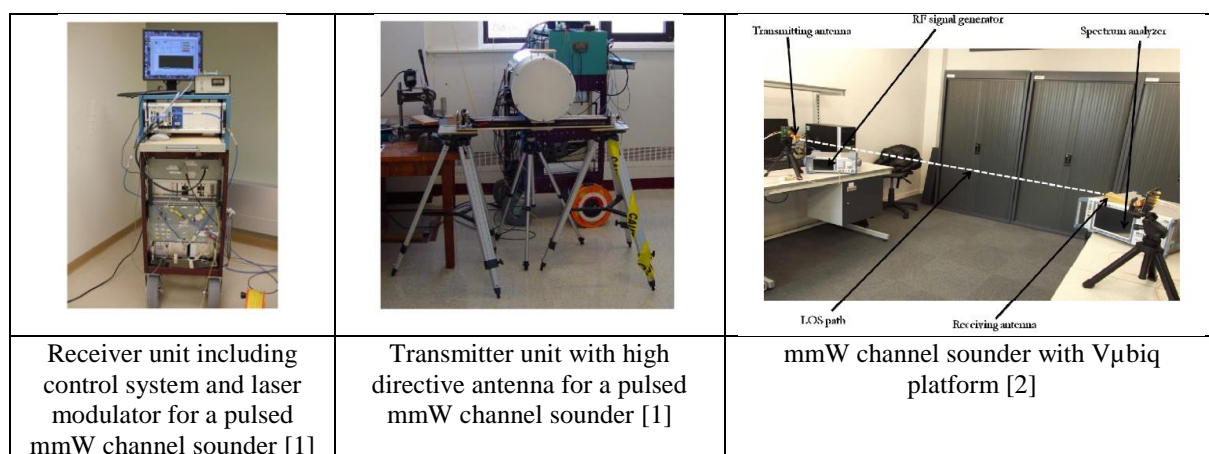 RF signal generator
Transmitting antenna
Spectrum analyzer
LOS path
Receiving antenna
CAU
Receiver unit including
control system and laser
modulator for a pulsed
mmW channel sounder [1]
Transmitter unit with high
directive antenna for a pulsed
mmW channel sounder [1]
mmW channel sounder with Vµbiq
platform [2]